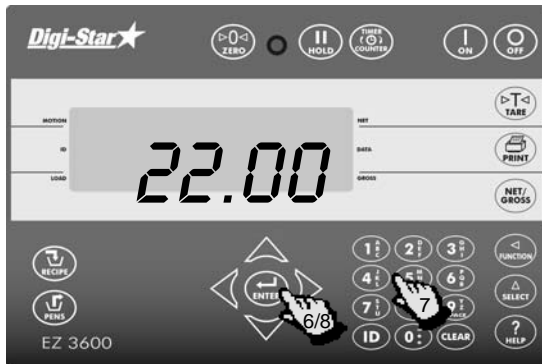 Digi-Star
ZERO
HOLD
TIMER
COUNTER
ON
OFF
TARE
PRINT
NET/
GROSS
MOTION
ID
LOAD
NET
DATA
GROSS
22.00
RECIPE
PENS
EZ 3600
ENTER
6/8
7
1 A B C
2 D E F
3 G H I
4 J K L
5
6 P Q R
7 S T U
9
ID
0
CLEAR
FUNCTION
SELECT
?
HELP